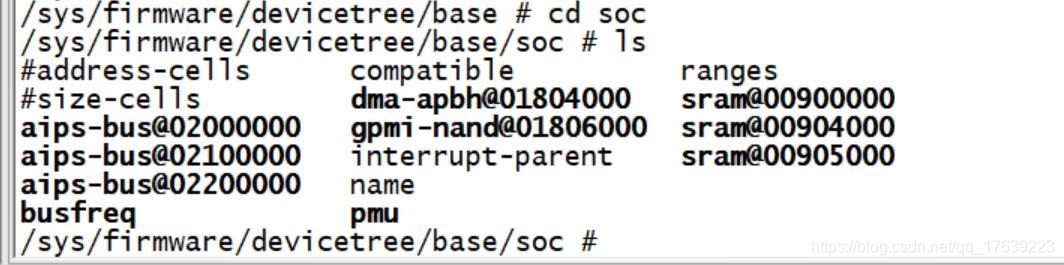 /sys/firmware/devicetree/base # cd soc
/sys/firmware/devicetree/base/soc # ls
#address-cells compatible ranges
#size-cells dma-apbh@01804000 sram@00900000
aips-bus@02000000 gpmi-nand@01806000 sram@00904000
aips-bus@02100000 interrupt-parent sram@00905000
aips-bus@02200000 name
busfreq pmu
/sys/firmware/devicetree/base/soc #
https://blog.csdn.net/qq_17639223